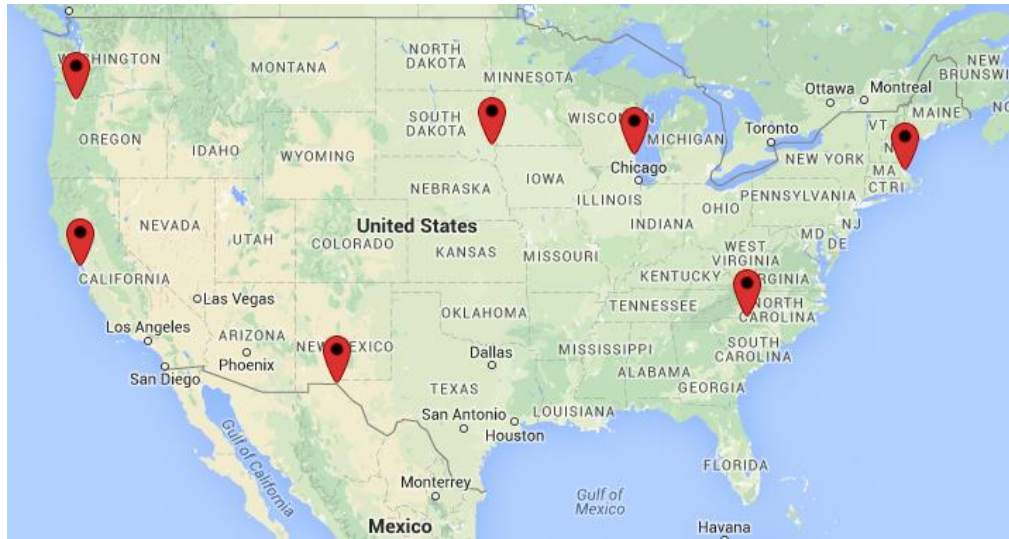 WASHINGTON
MONTANA
NORTH
DAKOTA
MINNESOTA
Ottawa
Montreal
NEW
BRUNSWI
MAINE
NO
OREGON
IDAHO
SOUTH
DAKOTA
WISCONSIN
MICHIGAN
Toronto
VT
N
WYOMING
NEW YORK
MA
CT RI
Chicago
IOWA
NEBRASKA
ILLINOIS
INDIANA
OHIO
PENNSYLVANIA
NJ
MD
DE
NEVADA
UTAH
COLORADO
United States
KANSAS
MISSOURI
WEST
VIRGINIA
VIRGINIA
KENTUCKY
CALIFORNIA
Las Vegas
OKLAHOMA
TENNESSEE
NORTH
CAROLINA
Los Angeles
ARIZONA
NEW MEXICO
Phoenix
Dallas
MISSISSIPPI
SOUTH
CAROLINA
San Diego
TEXAS
ALABAMA
GEORGIA
San Antonio
LOUISIANA
Houston
Gulf of California
FLORIDA
Monterrey
Gulf of
Mexico
Mexico
Havana